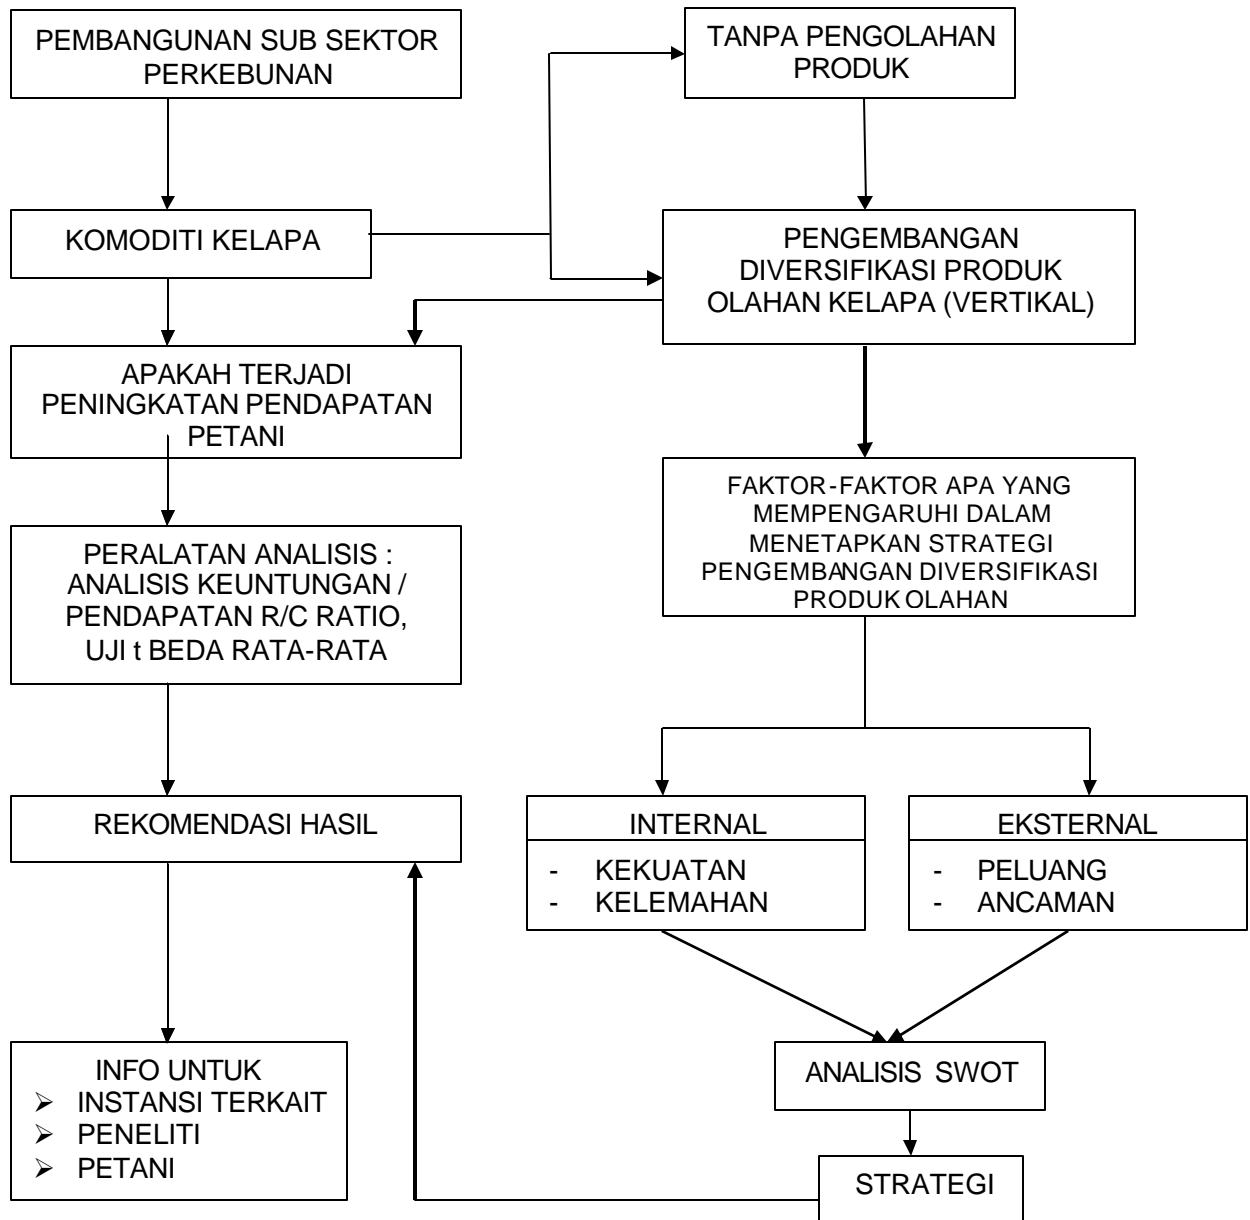 PEMBANGUNAN SUB SEKTOR
PERKEBUNAN
TANPA PENGOLAHAN
PRODUK
KOMODITI KELAPA
PENGEMBANGAN
DIVERSIFIKASI PRODUK
OLAHAN KELAPA (VERTIKAL)
APAKAH TERJADI
PENINGKATAN PENDAPATAN
PETANI
FAKTOR-FAKTOR APA YANG
MEMPENGARUHI DALAM
MENETAPKAN STRATEGI
PENGEMBANGAN DIVERSIFIKASI
PRODUK OLAHAN
PERALATAN ANALISIS :
ANALISIS KEUNTUNGAN /
PENDAPATAN R/C RATIO,
UJI t BEDA RATA-RATA
REKOMENDASI HASIL
INTERNAL
- KEKUATAN
- KELEMAHAN
EKSTERNAL
- PELUANG
- ANCAMAN
INFO UNTUK
➢ INSTANSI TERKAIT
➢ PENELITI
➢ PETANI
ANALISIS SWOT
STRATEGI